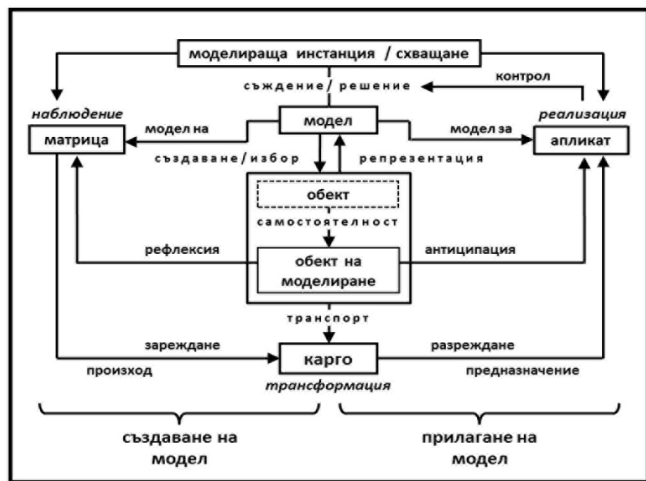 моделираща инстанция / схващане
съждение/ решение
контрол
наблюдение
реализация
матрица
модел на
модел
модел за
апликат
създаване/избор
репрезентация
обект
самостоятелност
рефлексия
обект на
моделиране
антиципация
транспорт
зареждане
карго
разреждане
произход
трансформация
предназначение
създаване на
модел
прилагане на
модел